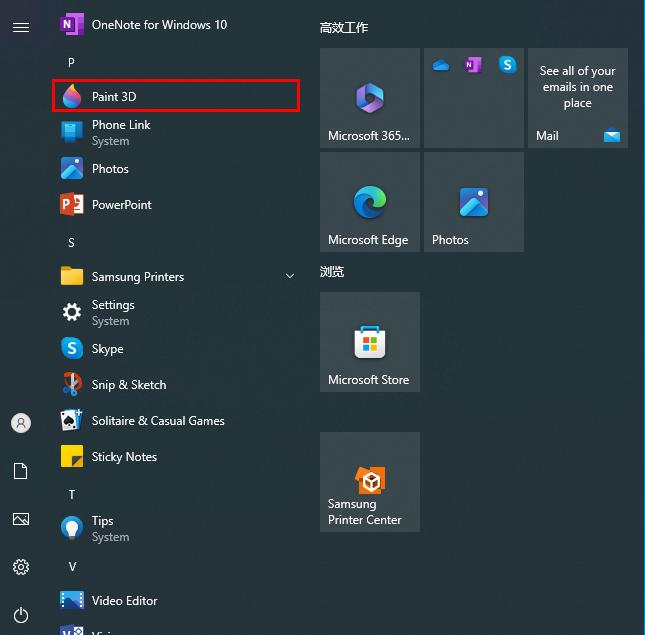 OneNote for Windows 10
P
Paint 3D
Phone Link
System
Photos
PowerPoint
S
Samsung Printers
Settings
System
Skype
Snip & Sketch
Solitaire & Casual Games
Sticky Notes
T
Tips
System
V
Video Editor
高效工作
Microsoft 365...
See all of your
emails in one
place
Mail
Microsoft Edge
Photos
浏览
Microsoft Store
Samsung
Printer Center